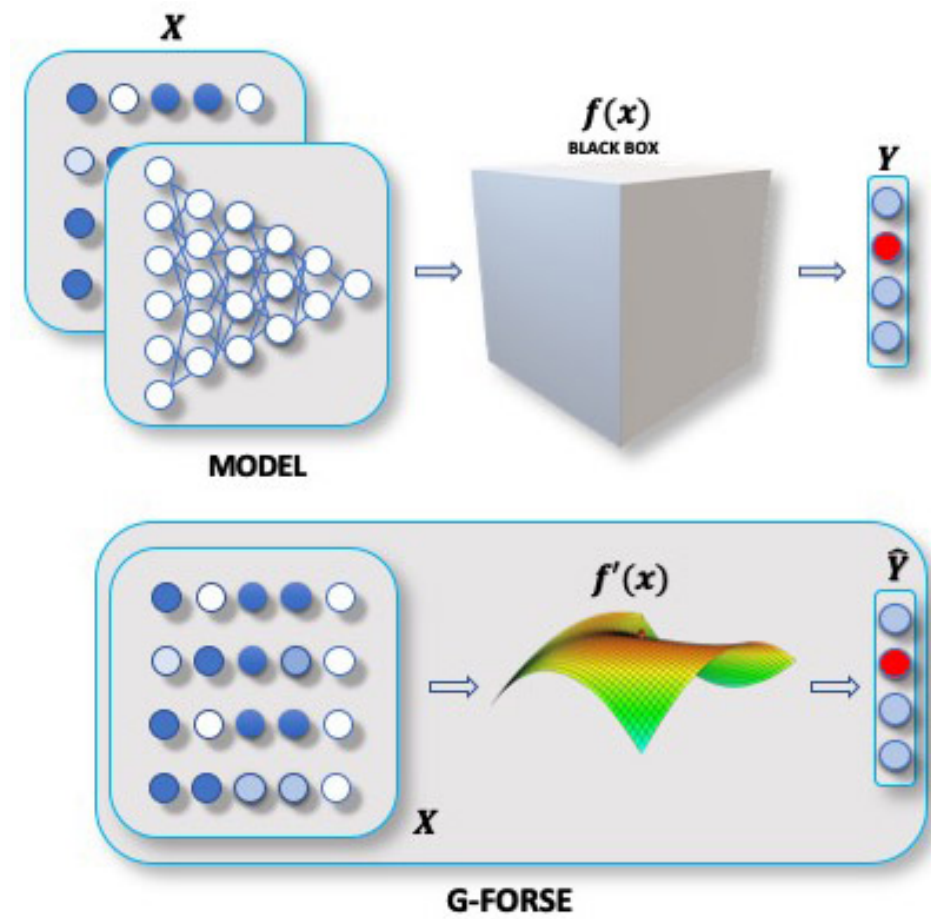 X
f(x)
BLACK BOX
Y
MODEL
f'(x)
Ŷ
X
G-FORSE